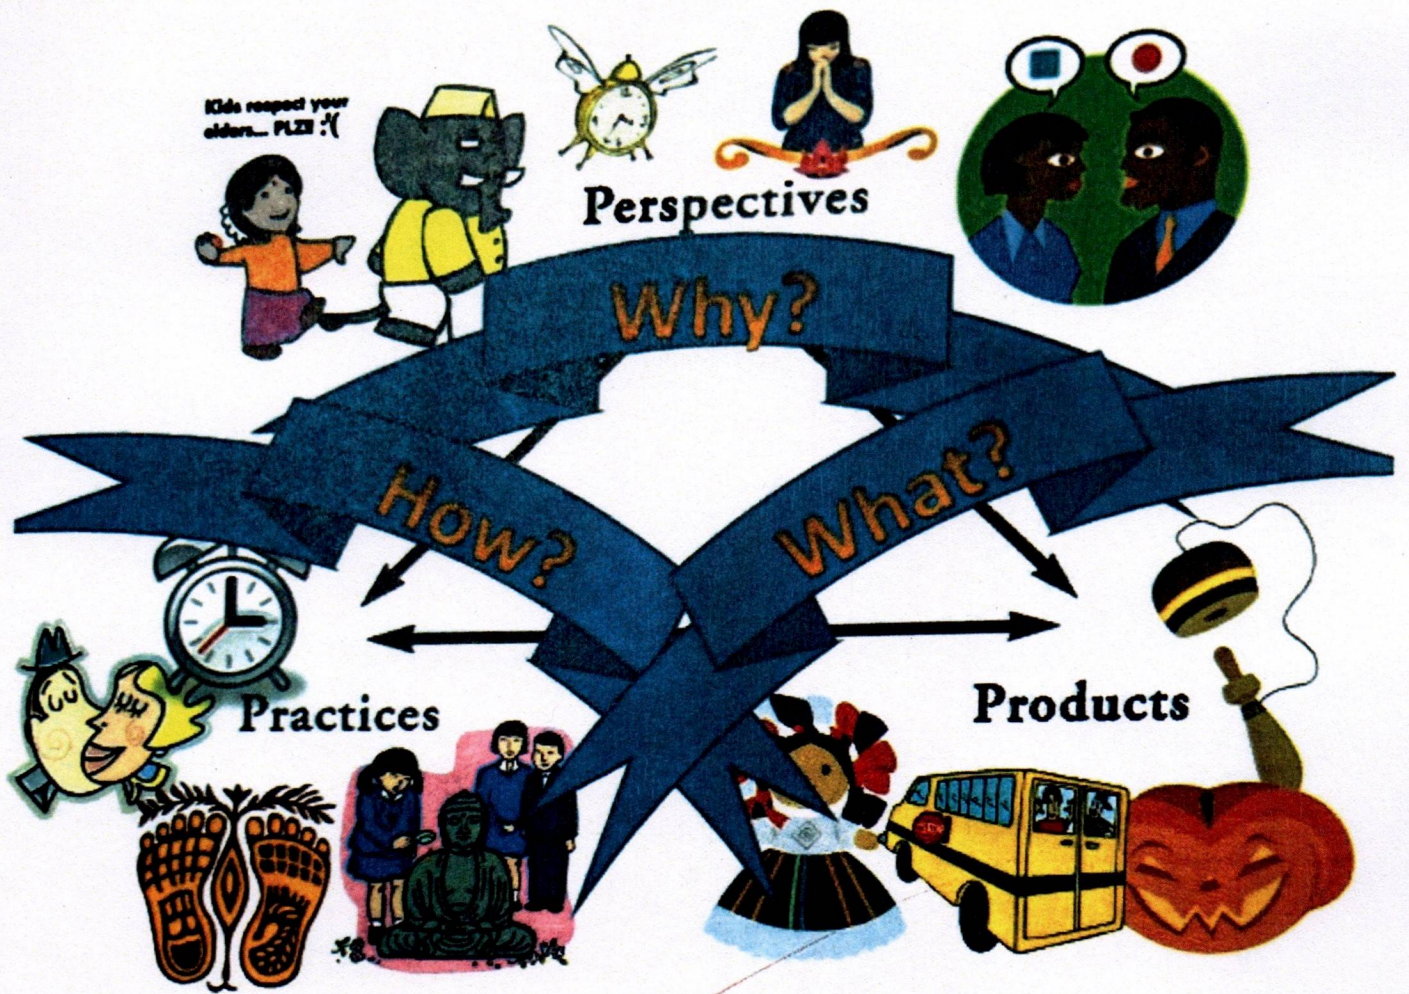 Kids respect your
elders... PLZ!! :'(
Perspectives
Why?
How?
What?
Practices
Products